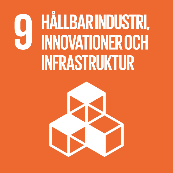 9 HÅLLBAR INDUSTRI,
INNOVATIONER OCH
INFRASTRUKTUR